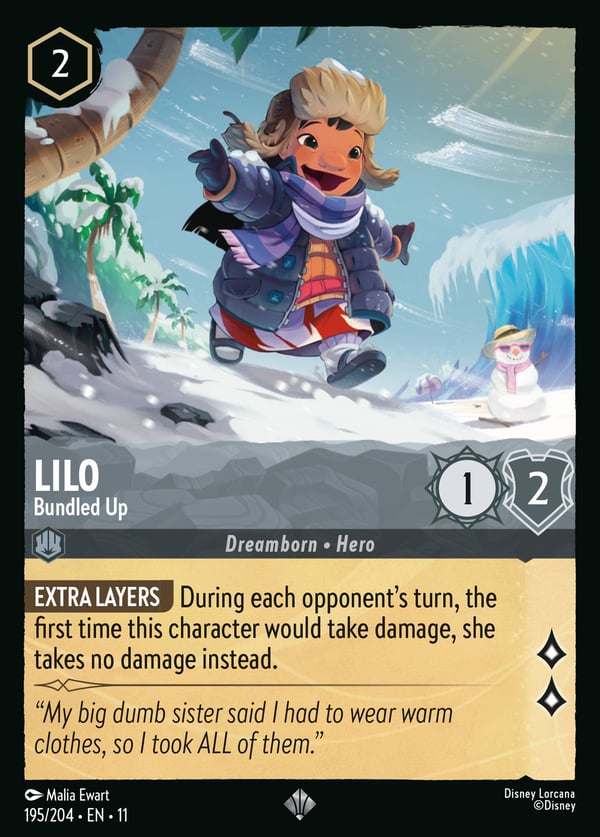 2
LILO
Bundled Up
1
2
Dreamborn • Hero
EXTRA LAYERS During each opponent’s turn, the
first time this character would take damage, she
takes no damage instead.
“My big dumb sister said I had to wear warm
clothes, so I took ALL of them.”
Malia Ewart
195/204 • EN • 11
Disney Lorcana
©Disney